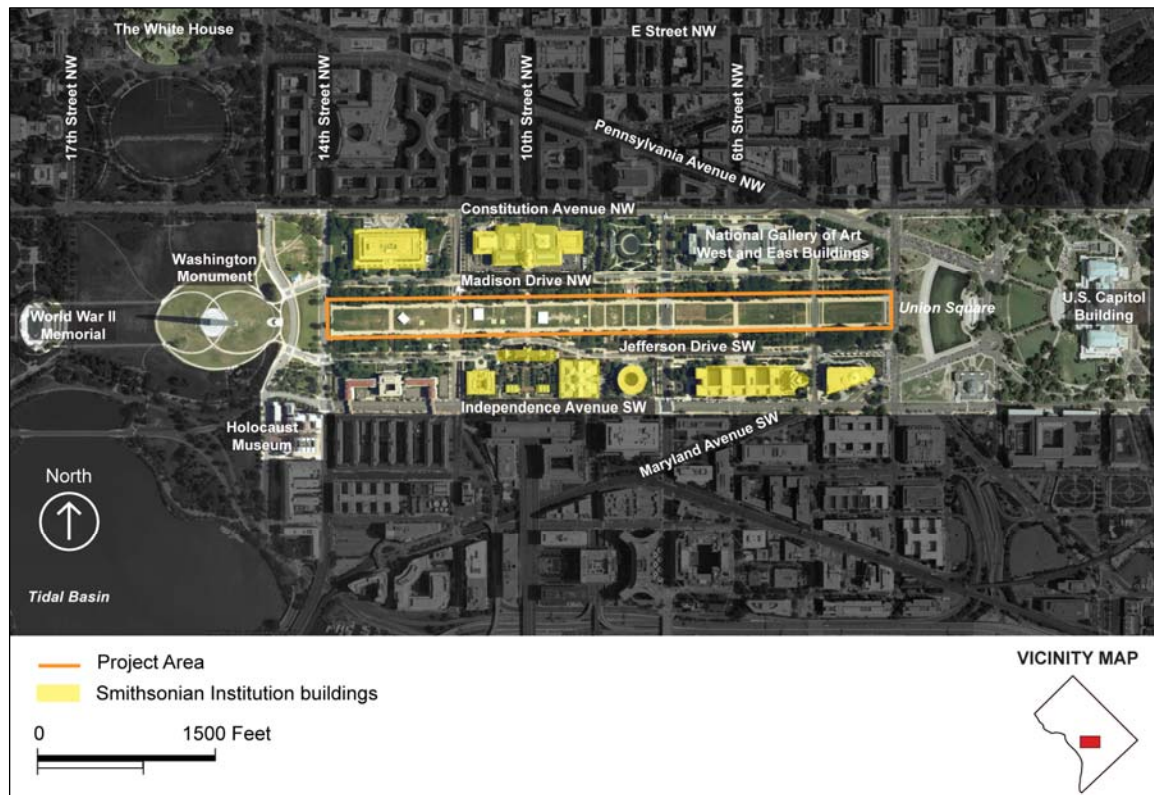 The White House
E Street NW
17th Street NW
14th Street NW
10th Street NW
6th Street NW
Pennsylvania Avenue NW
Constitution Avenue NW
National Gallery of Art
West and East Buildings
Washington
Monument
Madison Drive NW
World War II
Memorial
Union Square
U.S. Capitol
Building
Jefferson Drive SW
Independence Avenue SW
Holocaust
Museum
Maryland Avenue SW
North
Tidal Basin
Project Area
Smithsonian Institution buildings
0 1500 Feet
VICINITY MAP